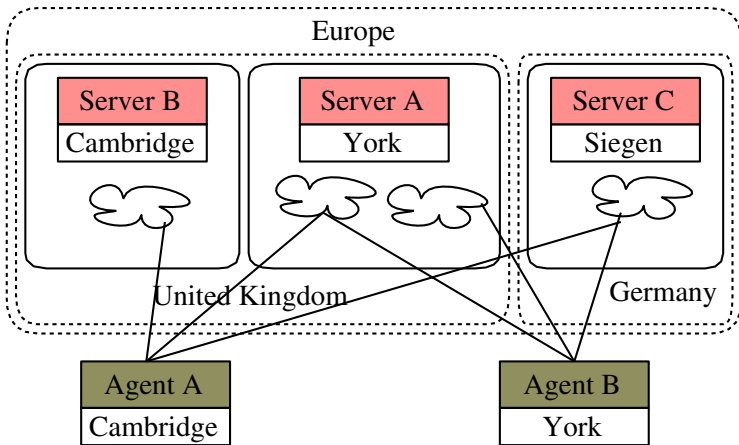 Europe
Server B
Cambridge
Server A
York
Server C
Siegen
United Kingdom
Germany
Agent A
Cambridge
Agent B
York